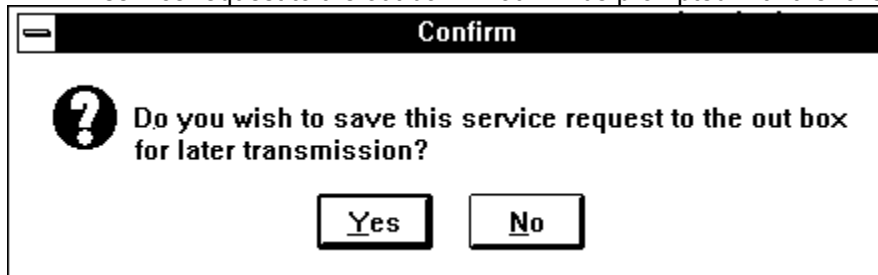 Confirm
Do you wish to save this service request to the out box
for later transmission?
Yes No